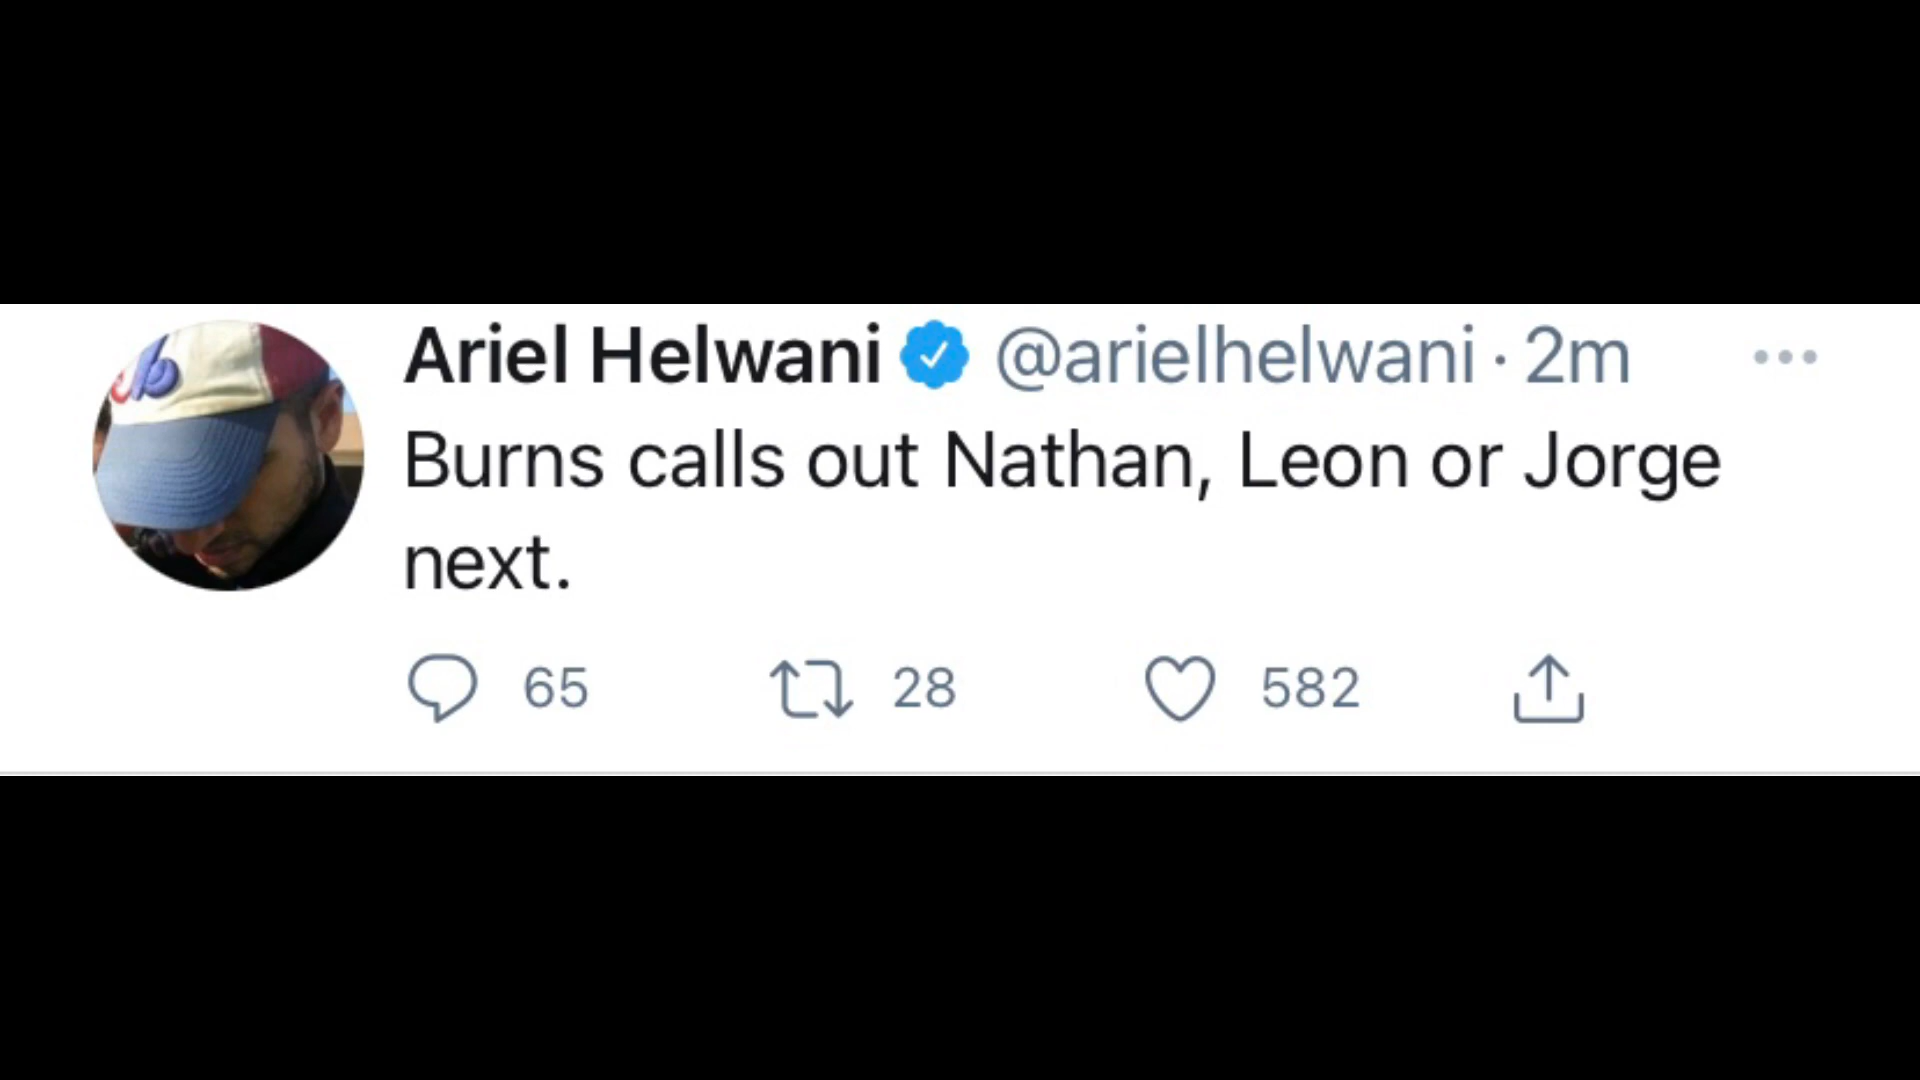 Ariel Helwani @arielhelwani · 2m
Burns calls out Nathan, Leon or Jorge
next.
65 28 582